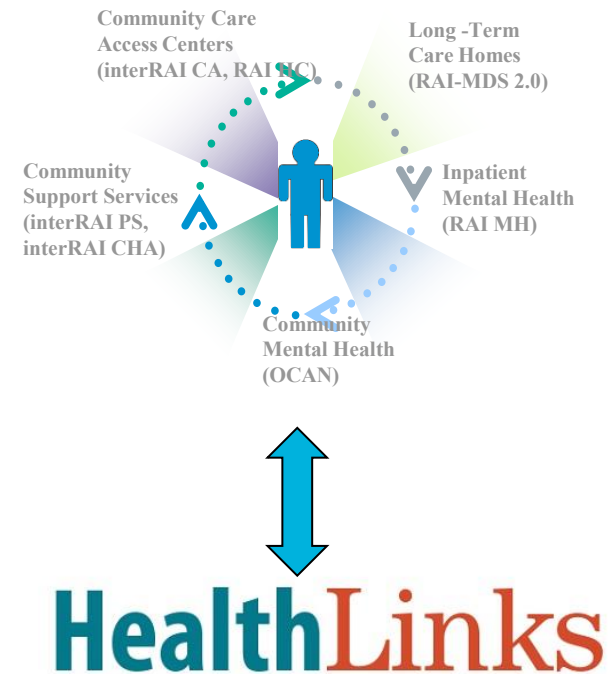 Community Care
Access Centers
(interRAI CA, RAI HC)
Long -Term
Care Homes
(RAI-MDS 2.0)
Community
Support Services
(interRAI PS,
interRAI CHA)
Inpatient
Mental Health
(RAI MH)
Community
Mental Health
(OCAN)
HealthLinks